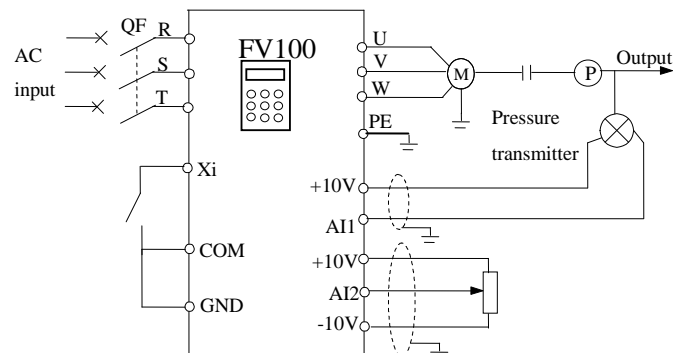 QF
R
AC
input
S
T
FV100
U
V
W
PE
M
P
Output
Pressure
transmitter
Xi
COM
GND
+10V
AI1
+10V
AI2
-10V